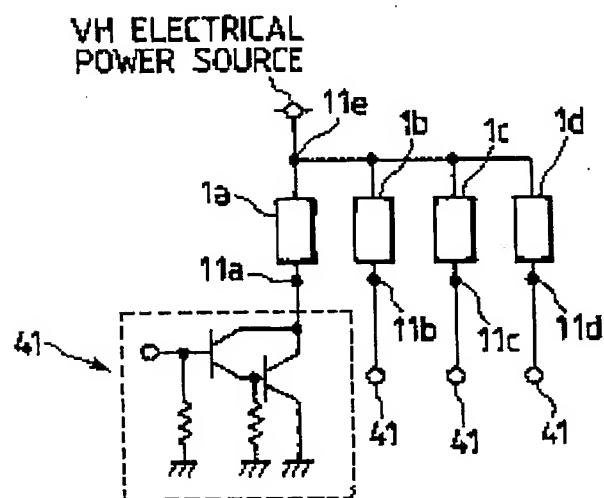 VH ELECTRICAL
POWER SOURCE
11e
1b
1c
1d
1a
11a
11b
11c
11d
41
41
41
41